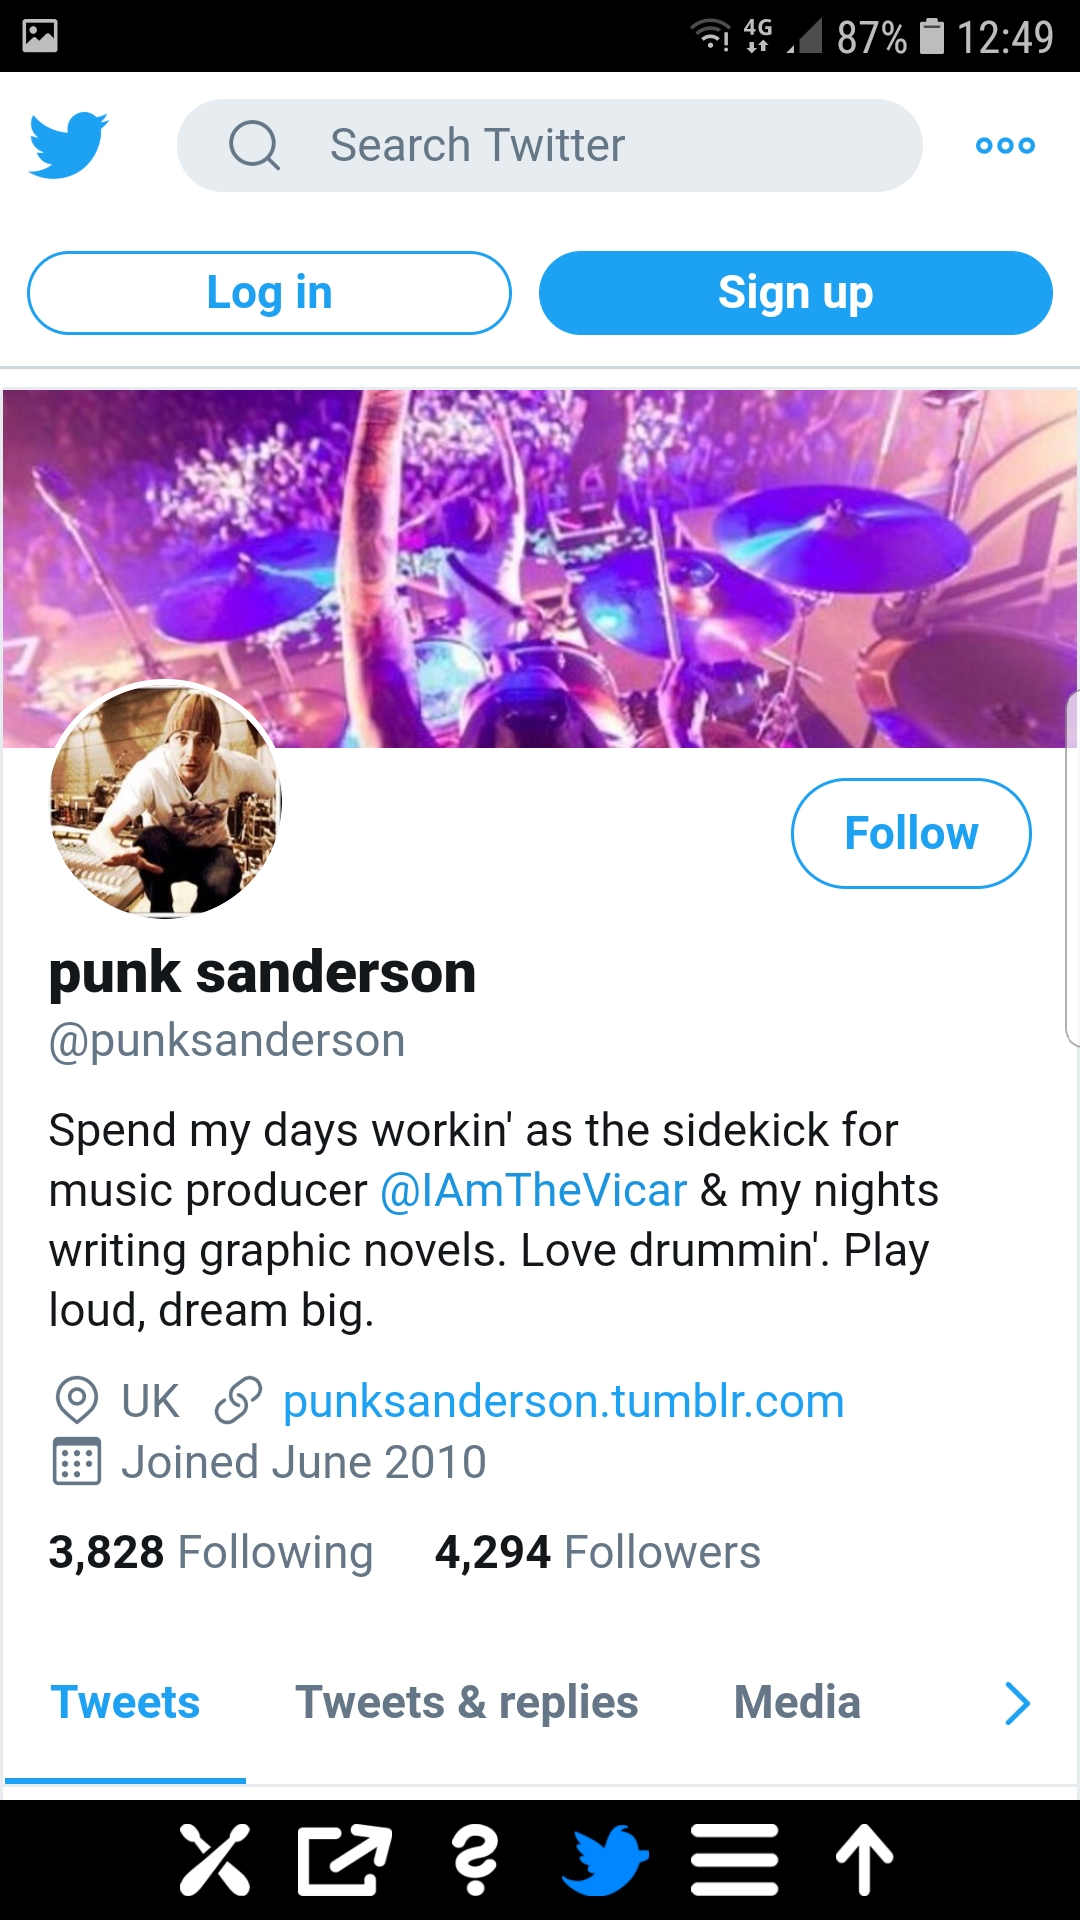 4G 87% 12:49
Search Twitter
Log in Sign up
Follow
punk sanderson
@punksanderson
Spend my days workin' as the sidekick for
music producer @IAmTheVicar & my nights
writing graphic novels. Love drummin'. Play
loud, dream big.
UK punksanderson.tumblr.com
Joined June 2010
3,828 Following 4,294 Followers
Tweets Tweets & replies Media